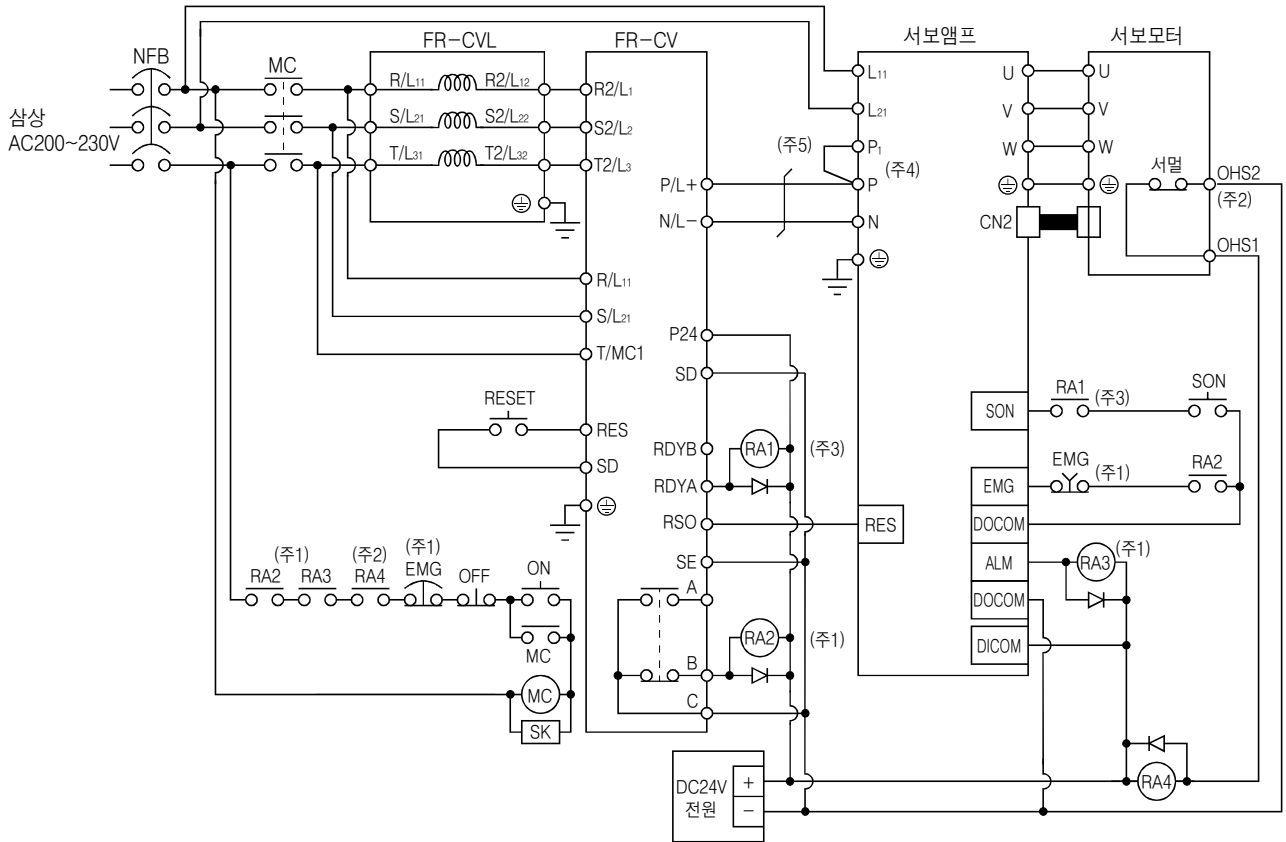 FR-CVL
FR-CV
서보앰프
서보모터
NFB
MC
삼상
AC200~230V
R/L11
R2/L12
R2/L1
S/L21
S2/L22
S2/L2
T/L31
T2/L32
T2/L3
L11
L21
P1
P
N
(주5)
(주4)
P/L+
N/L-
U
V
W
U
V
W
CN2
서멀
OHS2
(주2)
OHS1
R/L11
S/L21
T/MC1
P24
SD
RESET
RES
SD
RDYB
RDYA
RSO
SE
A
B
C
RA1
(주3)
RA2
(주1)
RES
SON
EMG
DOCOM
ALM
DOCOM
DICOM
RA1
(주3)
SON
EMG
(주1)
RA2
RA3
(주1)
RA4
(주1)
RA2
RA3
(주2)
RA4
(주1)
EMG
OFF
ON
MC
MC
SK
DC24V
전원
+
-